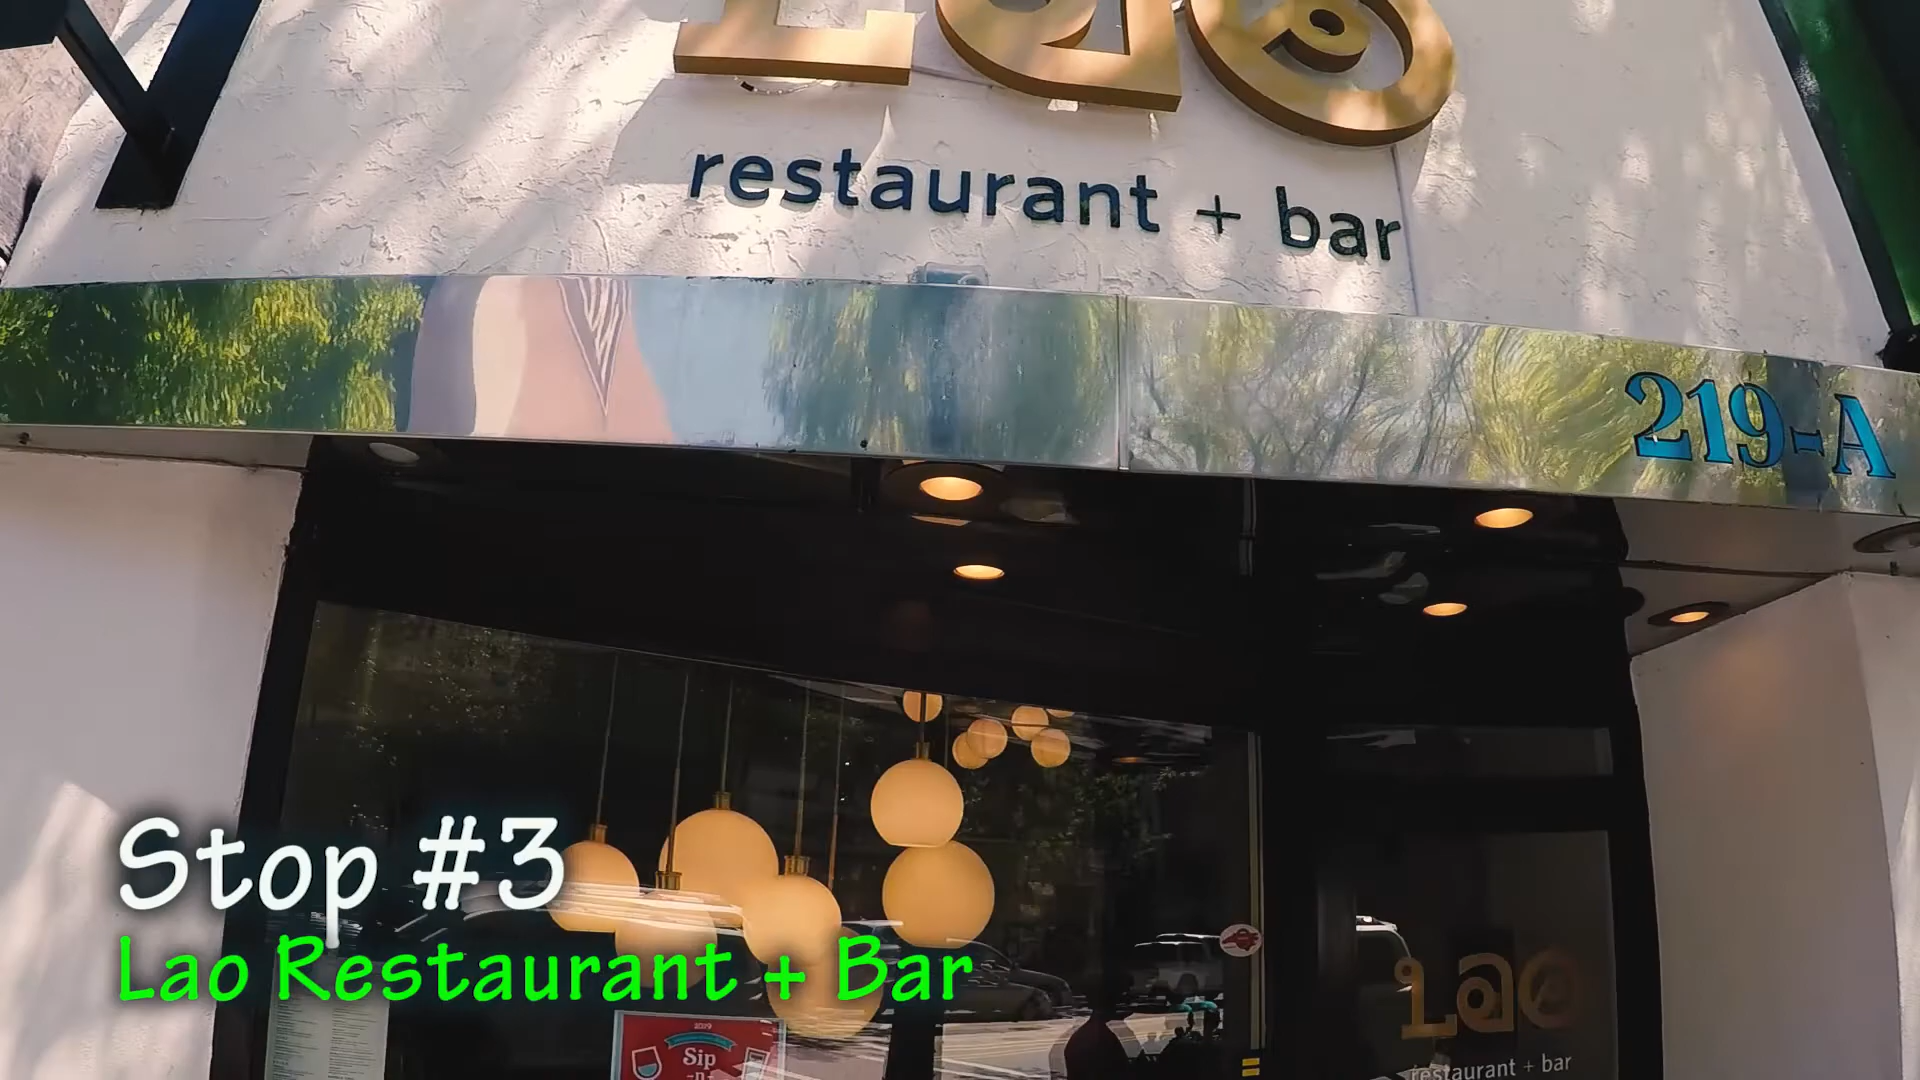 Lao
restaurant + bar
219-A
Stop #3
Lao Restaurant + Bar
2019
Sip
-n-
Lao
restaurant + bar